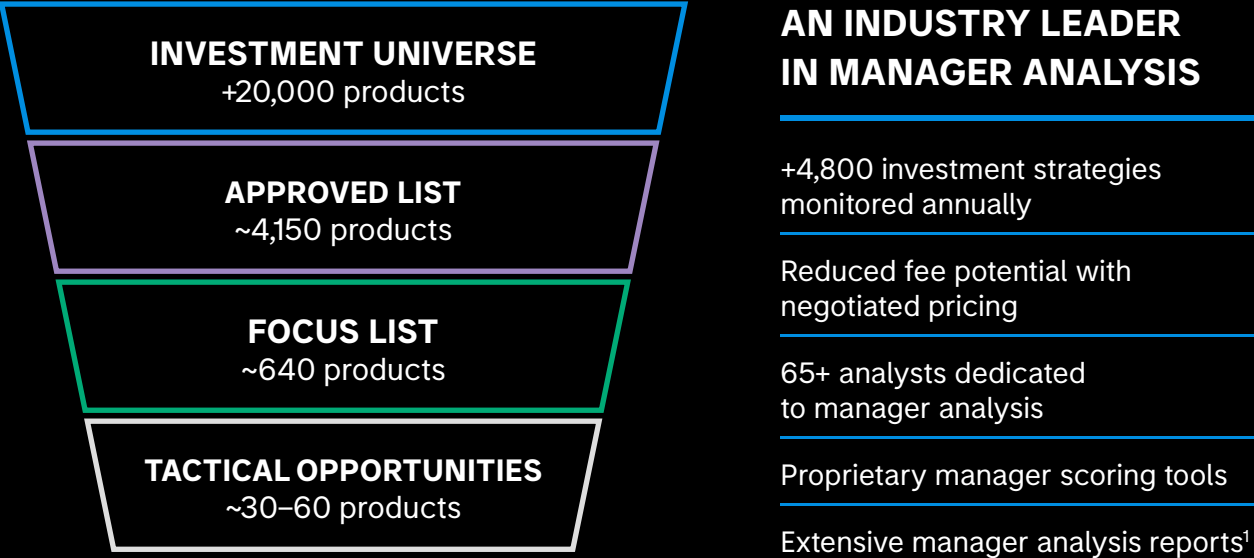 INVESTMENT UNIVERSE
+20,000 products
APPROVED LIST
~4,150 products
FOCUS LIST
~640 products
TACTICAL OPPORTUNITIES
~30–60 products
AN INDUSTRY LEADER
IN MANAGER ANALYSIS
+4,800 investment strategies
monitored annually
Reduced fee potential with
negotiated pricing
65+ analysts dedicated
to manager analysis
Proprietary manager scoring tools
Extensive manager analysis reports¹